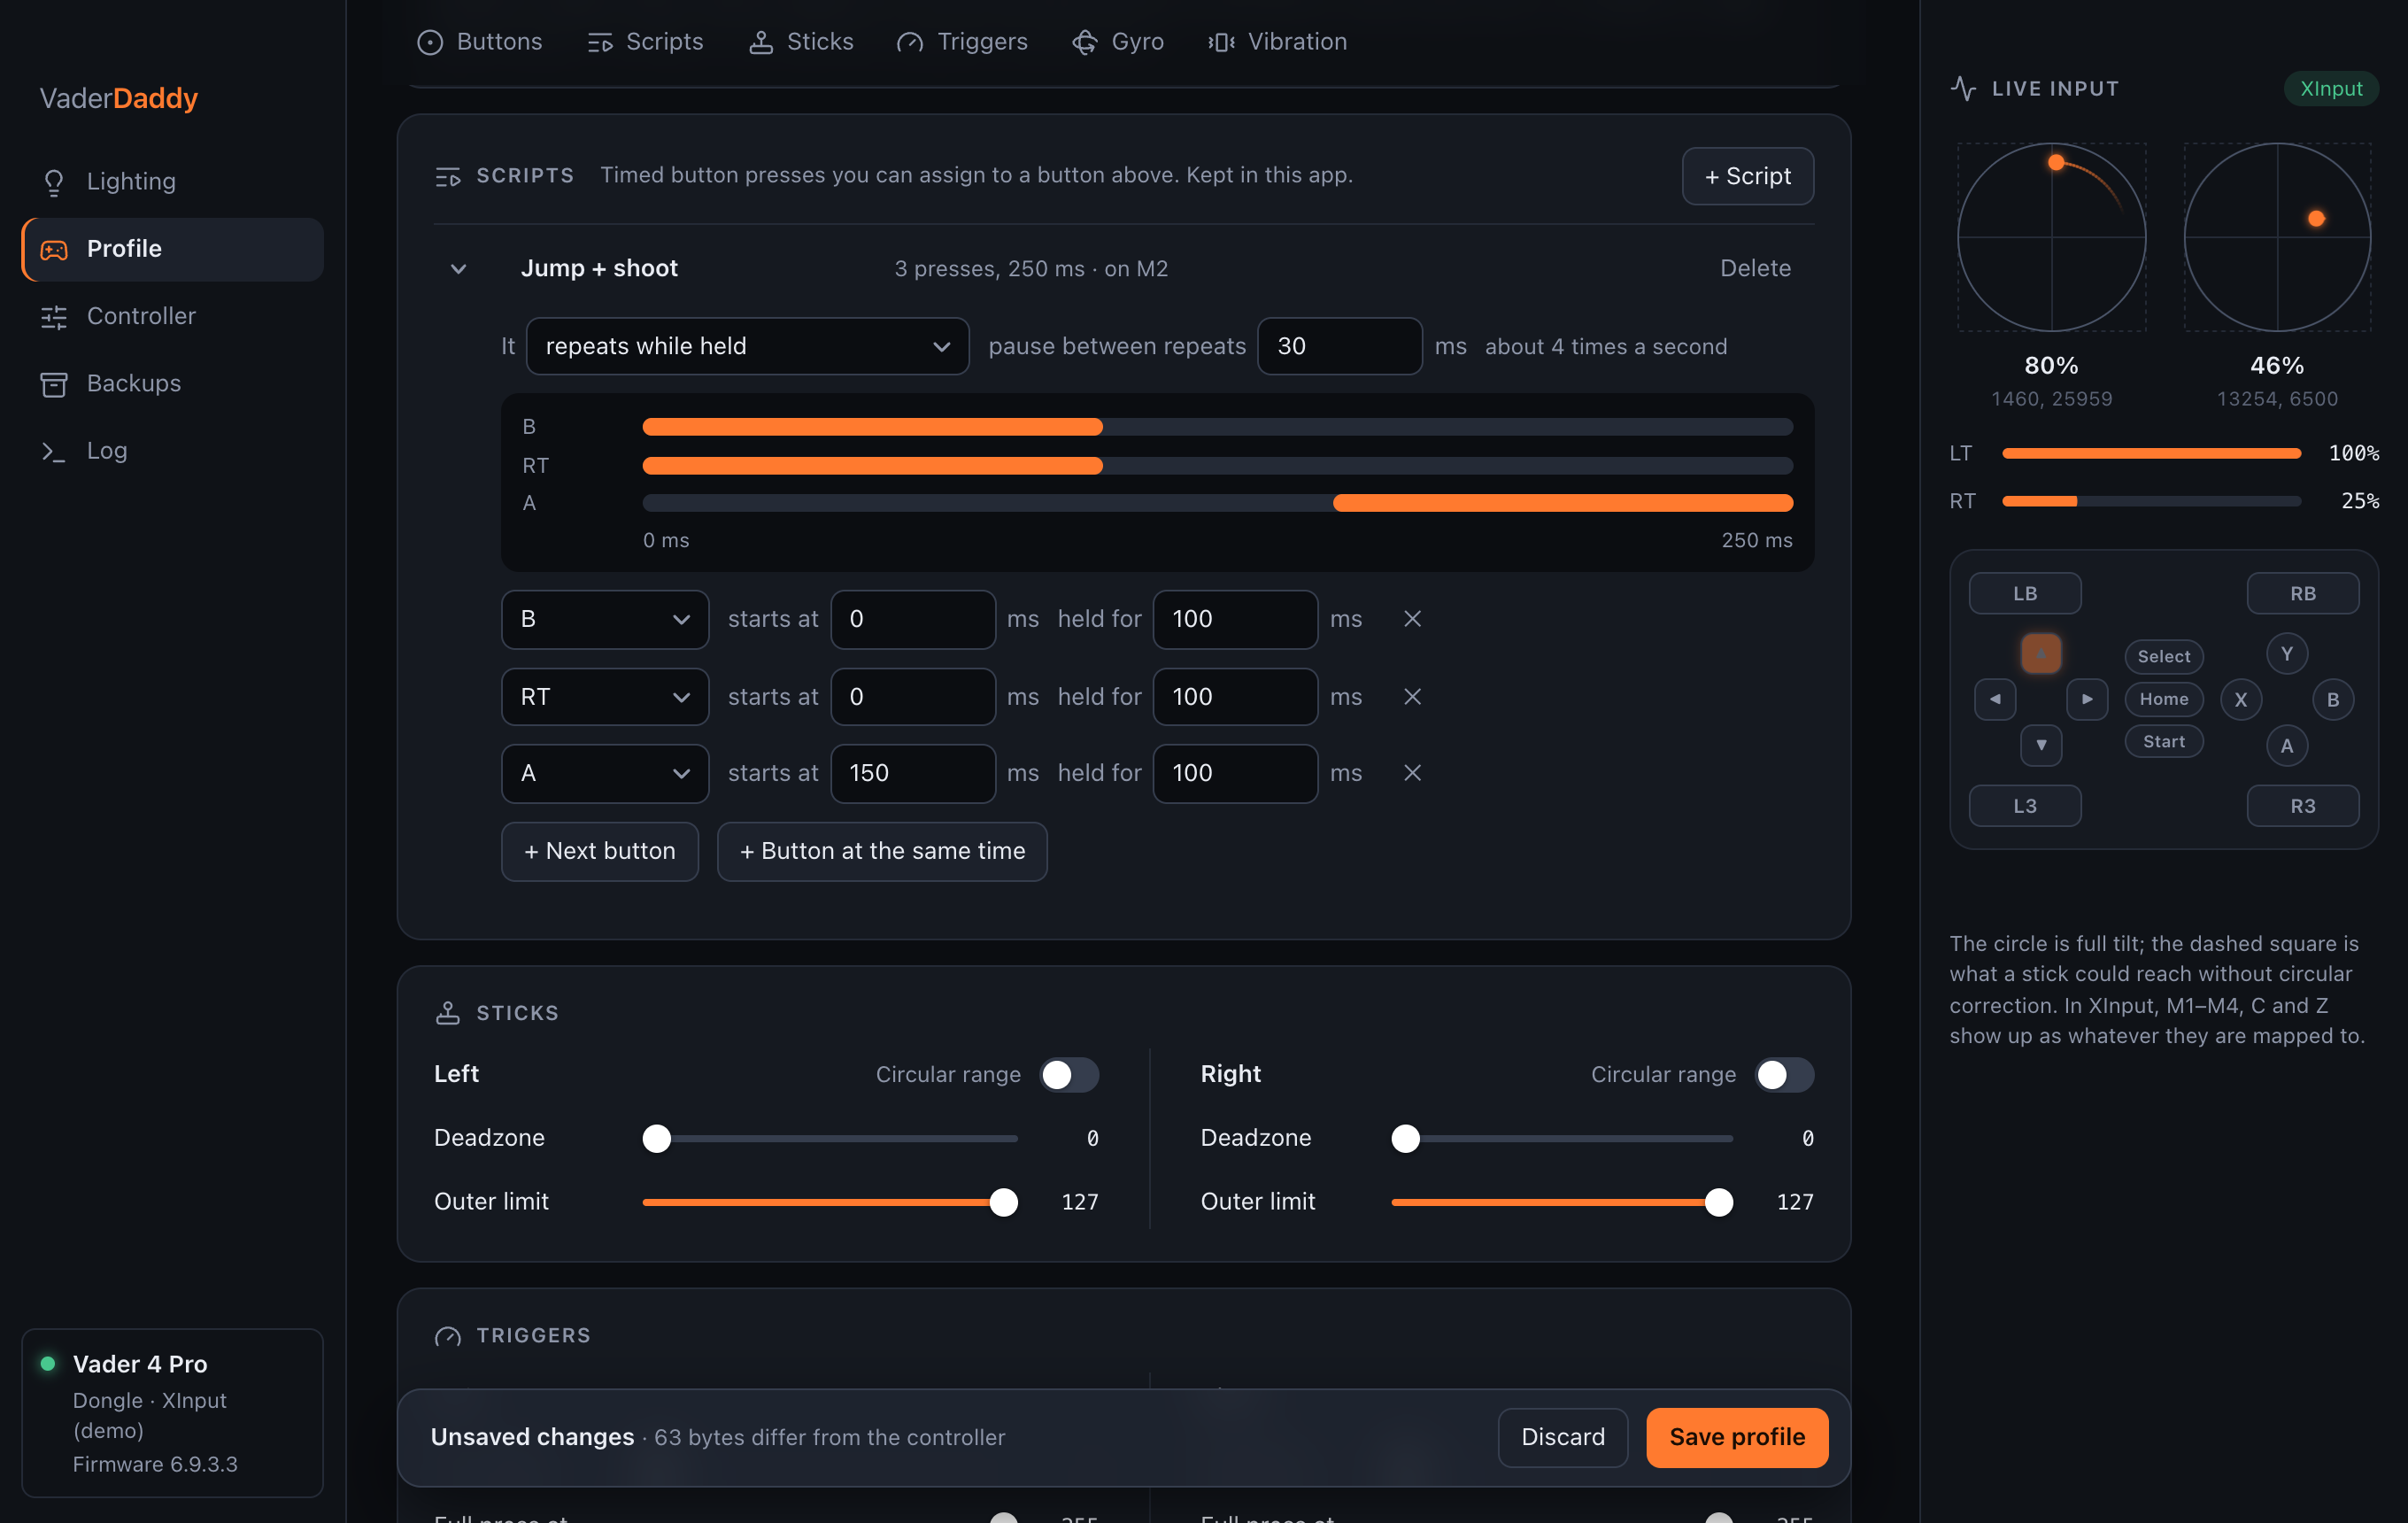 VaderDaddy
Lighting
Profile
Controller
Backups
Log
Vader 4 Pro
Dongle · XInput
(demo)
Firmware 6.9.3.3
Buttons
Scripts
Sticks
Triggers
Gyro
Vibration
SCRIPTS
Timed button presses you can assign to a button above. Kept in this app.
+ Script
Jump + shoot
3 presses, 250 ms · on M2
Delete
It repeats while held pause between repeats 30 ms about 4 times a second
B
RT
A
0 ms
250 ms
B starts at 0 ms held for 100 ms
RT starts at 0 ms held for 100 ms
A starts at 150 ms held for 100 ms
+ Next button
+ Button at the same time
STICKS
Left
Circular range
Deadzone 0
Outer limit 127
Right
Circular range
Deadzone 0
Outer limit 127
TRIGGERS
Unsaved changes · 63 bytes differ from the controller
Discard
Save profile
LIVE INPUT
XInput
80%
1460, 25959
46%
13254, 6500
LT 100%
RT 25%
LB
RB
Select
Home
Start
Y
X
B
A
L3
R3
The circle is full tilt; the dashed square is
what a stick could reach without circular
correction. In XInput, M1–M4, C and Z
show up as whatever they are mapped to.